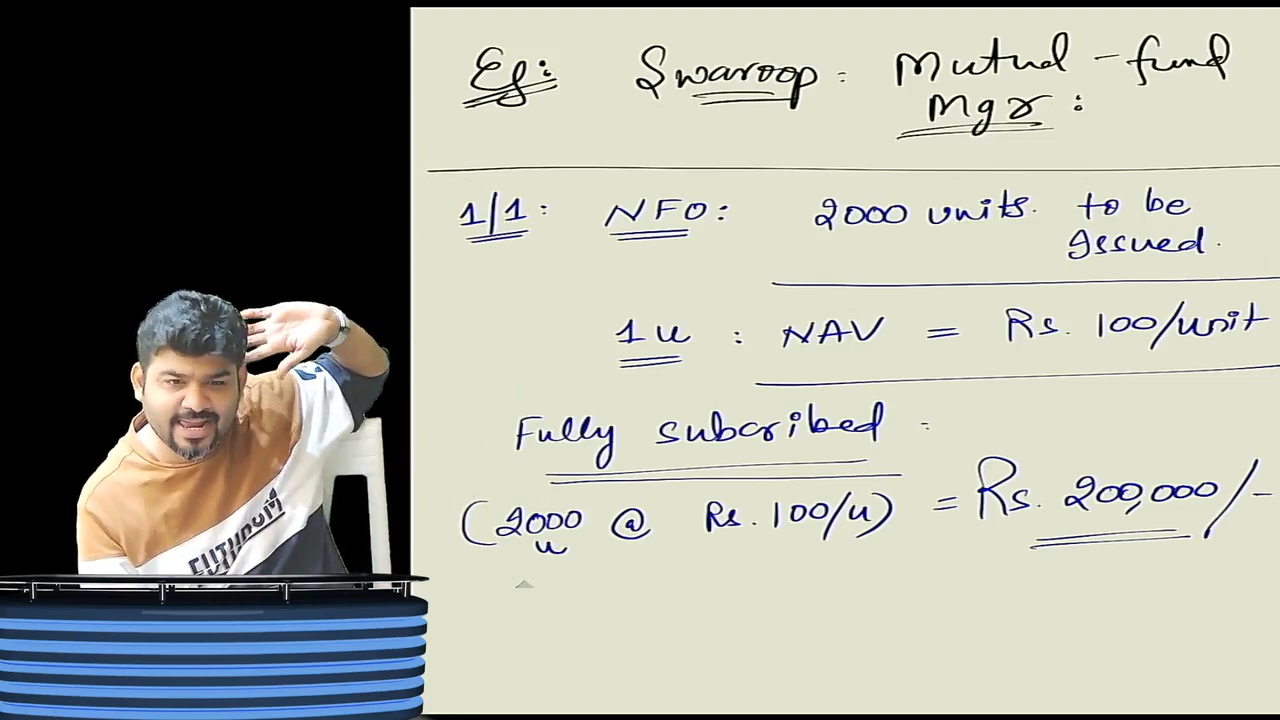 Eg: Swaroop: Mutual-fund
Mgr:
1/1: NFO: 2000 units. to be
issued.
1u : NAV = Rs. 100/unit
Fully subcribed :
(2000 @ Rs. 100/u) = Rs. 200,000/-
u
FUTURUM